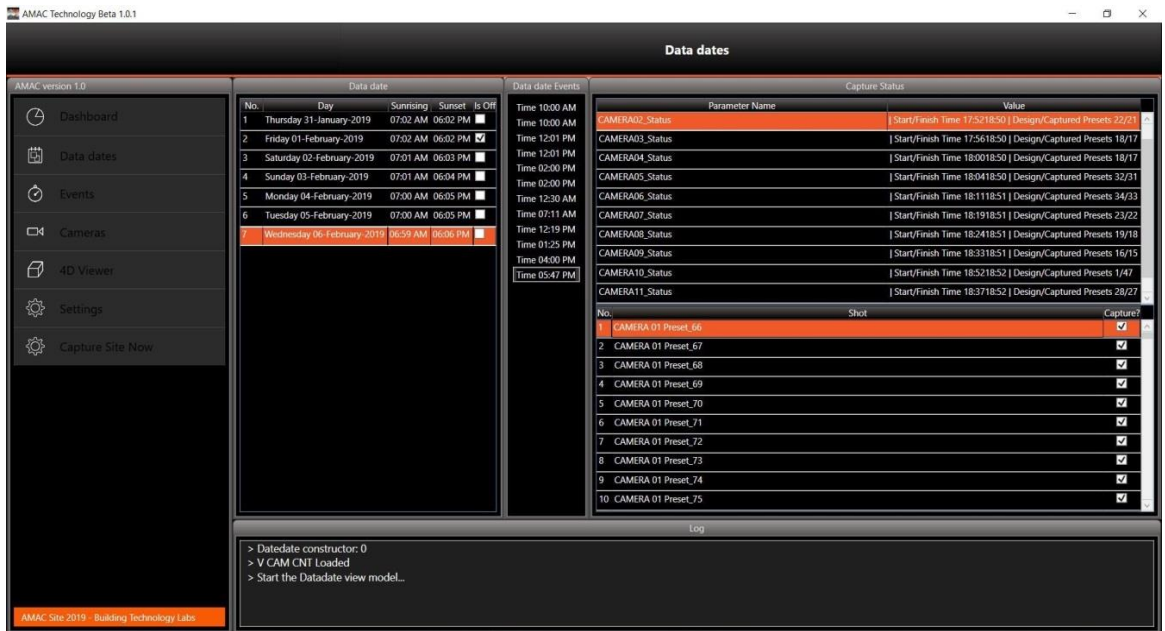 AMAC Technology Beta 1.0.1
Data dates
AMAC version 1.0
Dashboard
Data dates
Events
Cameras
4D Viewer
Settings
Capture Site Now
AMAC Site 2019 - Building Technology Labs
Data date
No. Day Sunrising Sunset Is Off
1 Thursday 31-January-2019 07:02 AM 06:02 PM
2 Friday 01-February-2019 07:02 AM 06:02 PM
3 Saturday 02-February-2019 07:01 AM 06:03 PM
4 Sunday 03-February-2019 07:01 AM 06:04 PM
5 Monday 04-February-2019 07:00 AM 06:05 PM
6 Tuesday 05-February-2019 07:00 AM 06:05 PM
7 Wednesday 06-February-2019 06:59 AM 06:06 PM
Data date Events
Time 10:00 AM
Time 10:00 AM
Time 12:01 PM
Time 12:01 PM
Time 02:00 PM
Time 02:00 PM
Time 12:30 AM
Time 07:11 AM
Time 12:19 PM
Time 01:25 PM
Time 04:00 PM
Time 05:47 PM
Capture Status
Parameter Name Value
CAMERA02_Status | Start/Finish Time 17:5218:50 | Design/Captured Presets 22/21
CAMERA03_Status | Start/Finish Time 17:5618:50 | Design/Captured Presets 18/17
CAMERA04_Status | Start/Finish Time 18:0018:50 | Design/Captured Presets 18/17
CAMERA05_Status | Start/Finish Time 18:0418:50 | Design/Captured Presets 32/31
CAMERA06_Status | Start/Finish Time 18:1118:51 | Design/Captured Presets 34/33
CAMERA07_Status | Start/Finish Time 18:1918:51 | Design/Captured Presets 23/22
CAMERA08_Status | Start/Finish Time 18:2418:51 | Design/Captured Presets 19/18
CAMERA09_Status | Start/Finish Time 18:3318:51 | Design/Captured Presets 16/15
CAMERA10_Status | Start/Finish Time 18:5218:52 | Design/Captured Presets 1/47
CAMERA11_Status | Start/Finish Time 18:3718:52 | Design/Captured Presets 28/27
No. Shot Capture?
1 CAMERA 01 Preset_66
2 CAMERA 01 Preset_67
3 CAMERA 01 Preset_68
4 CAMERA 01 Preset_69
5 CAMERA 01 Preset_70
6 CAMERA 01 Preset_71
7 CAMERA 01 Preset_72
8 CAMERA 01 Preset_73
9 CAMERA 01 Preset_74
10 CAMERA 01 Preset_75
Log
> Datedate constructor: 0
> V CAM CNT Loaded
> Start the Datadate view model...